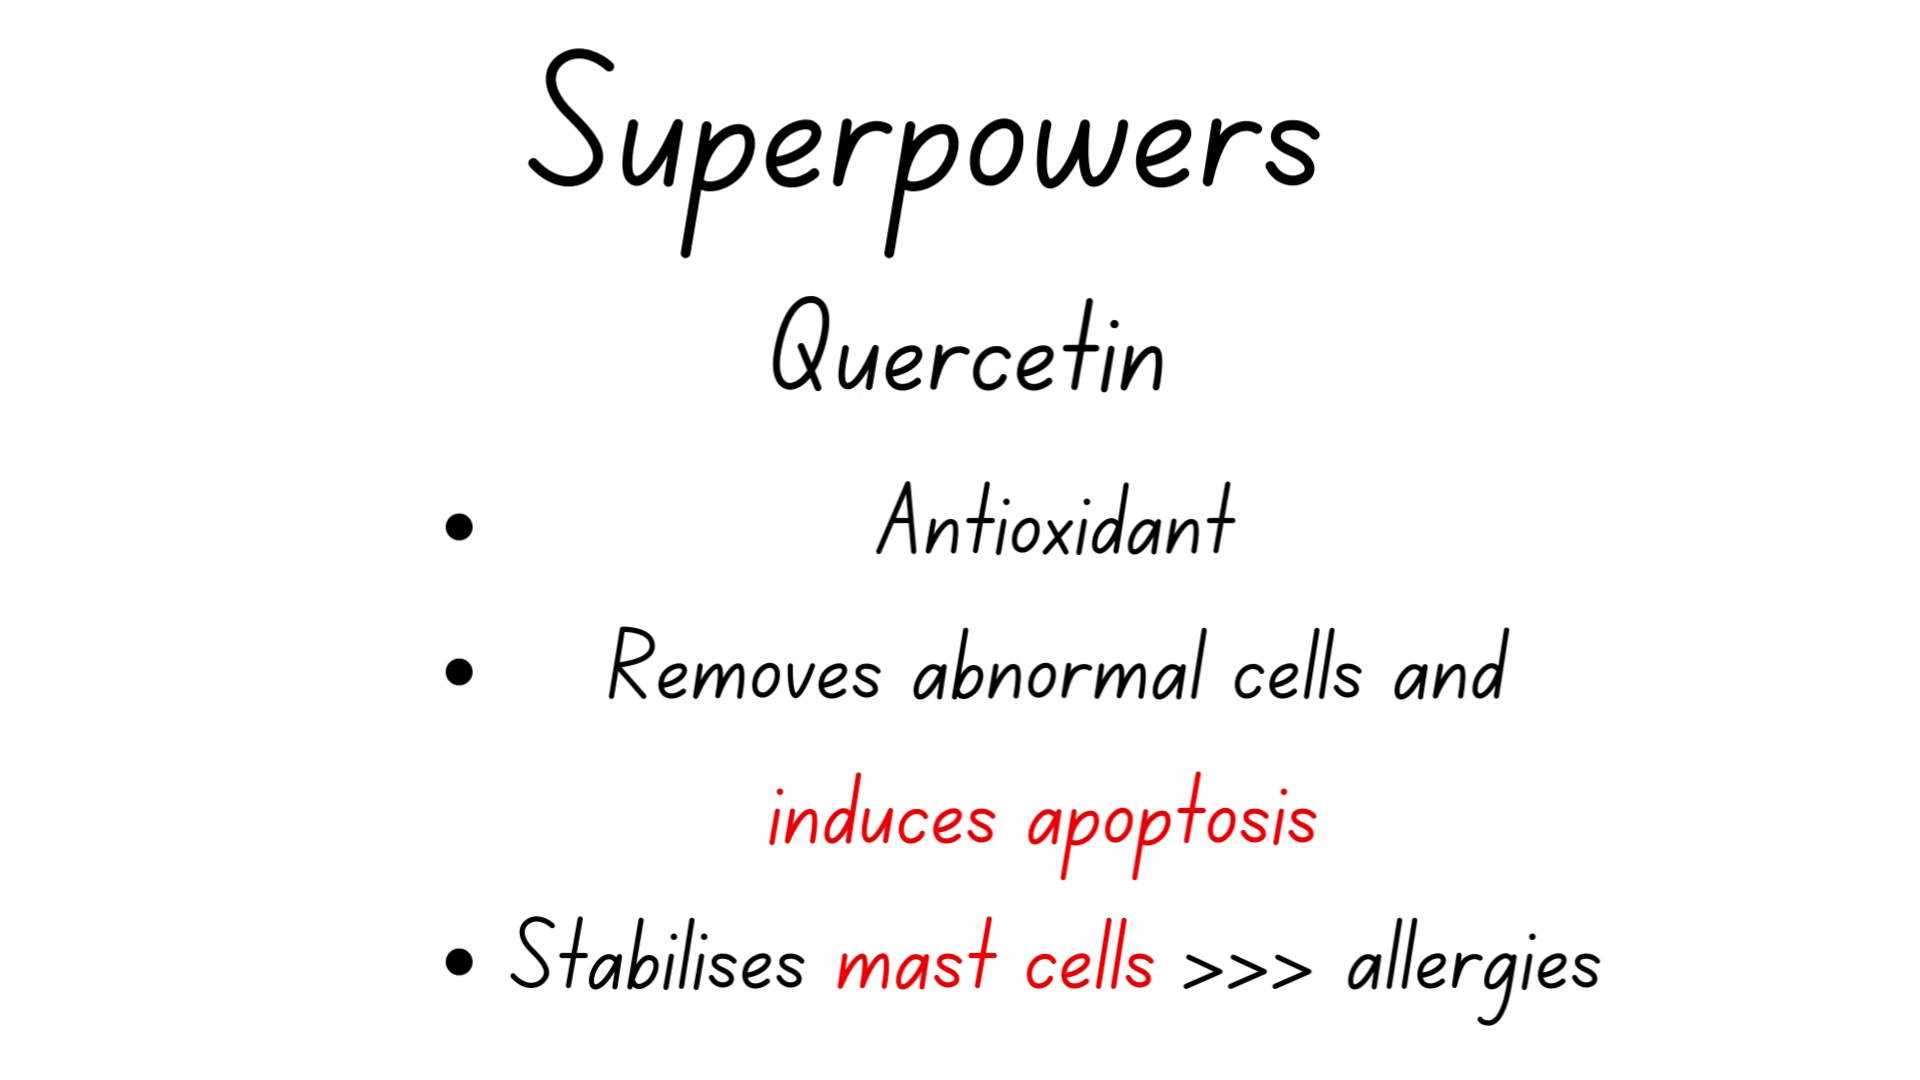 Superpowers
Quercetin
• Antioxidant
• Removes abnormal cells and
induces apoptosis
• Stabilises mast cells >>> allergies